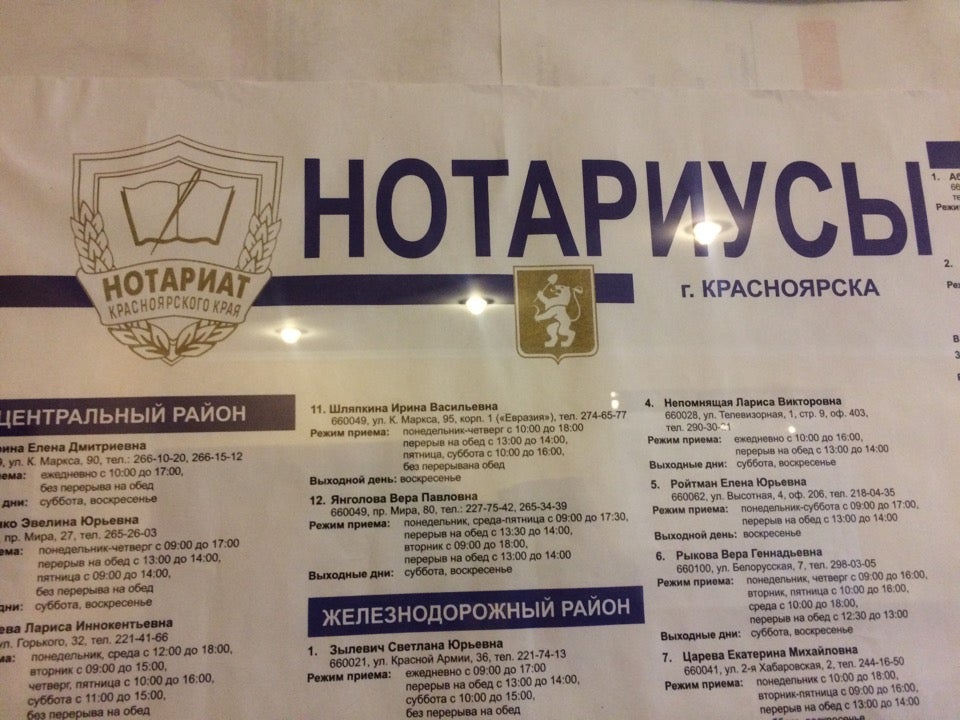 НОТАРИАТ
КРАСНОЯРСКОГО КРАЯ
НОТАРИУСЫ
г. КРАСНОЯРСКА
ЦЕНТРАЛЬНЫЙ РАЙОН
Елена Дмитриевна
ул. К. Маркса, 90, тел.: 266-10-20, 266-15-12
ежедневно с 10:00 до 17:00,
без перерыва на обед
дни: суббота, воскресенье
Эвелина Юрьевна
пр. Мира, 27, тел. 265-26-03
понедельник-четверг с 09:00 до 17:00
перерыв на обед с 13:00 до 14:00,
пятница с 09:00 до 14:00,
без перерыва на обед
суббота, воскресенье
Лариса Иннокентьевна
ул. Горького, 32, тел. 221-41-66
понедельник, среда с 12:00 до 18:00,
вторник с 09:00 до 15:00,
четверг, пятница с 10:00 до 16:00,
суббота с 11:00 до 15:00,
без перерыва на обед
11. Шляпкина Ирина Васильевна
660049, ул. К. Маркса, 95, корп. 1 («Евразия»), тел. 274-65-77
Режим приема: понедельник-четверг с 10:00 до 18:00
перерыв на обед с 13:00 до 14:00,
пятница, суббота с 10:00 до 16:00,
без перерывана обед
Выходной день: воскресенье
12. Янголова Вера Павловна
660049, пр. Мира, 80, тел.: 227-75-42, 265-34-39
Режим приема: понедельник, среда-пятница с 09:00 до 17:30,
перерыв на обед с 13:30 до 14:00,
вторник с 09:00 до 18:00,
перерыв на обед с 13:00 до 14:00,
Выходные дни: суббота, воскресенье
ЖЕЛЕЗНОДОРОЖНЫЙ РАЙОН
1. Зылевич Светлана Юрьевна
660021, ул. Красной Армии, 36, тел. 221-74-13
Режим приема: ежедневно с 09:00 до 17:00
перерыв на обед с 13:00 до 14:00,
суббота с 10:00 до 15:00,
без перерыва на обед
4. Непомнящая Лариса Викторовна
660028, ул. Телевизорная, 1, стр. 9, оф. 403,
тел.
Режим приема: ежедневно с 10:00 до 16:00,
перерыв на обед с 13:00 до 14:00
Выходные дни: суббота, воскресенье
5. Ройтман Елена Юрьевна
660062, ул. Высотная, 4, оф. 206, тел. 218-04-35
Режим приема: понедельник-суббота с 09:00 до 17:00,
перерыв на обед с 13:00 до 14:00
Выходной день: воскресенье
6. Рыкова Вера Геннадьевна
660100, ул. Белорусская, 7, тел. 298-03-05
Режим приема: понедельник, четверг с 09:00 до 16:00,
вторник, пятница с 10:00 до 16:00,
среда с 10:00 до 18:00,
перерыв на обед с 12:30 до 13:00
Выходные дни: суббота, воскресенье
7. Царева Екатерина Михайловна
660041, ул. 2-я Хабаровская, 2, тел. 244-16-50
Режим приема: понедельник с 10:00 до 18:00,
вторник-пятница с 09:00 до 16:00,
перерыв на обед с 13:00 до 14:00
1.
2.